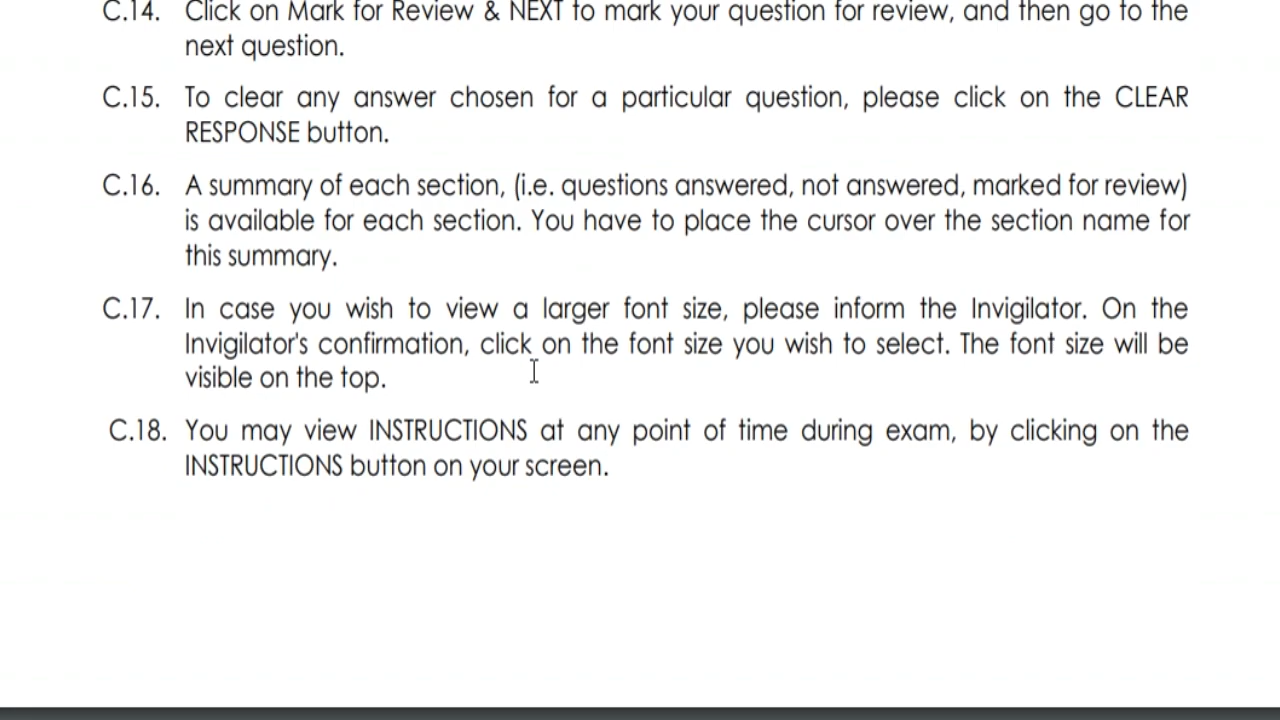 C.14. Click on Mark for Review & NEXT to mark your question for review, and then go to the
next question.
C.15. To clear any answer chosen for a particular question, please click on the CLEAR
RESPONSE button.
C.16. A summary of each section, (i.e. questions answered, not answered, marked for review)
is available for each section. You have to place the cursor over the section name for
this summary.
C.17. In case you wish to view a larger font size, please inform the Invigilator. On the
Invigilator's confirmation, click on the font size you wish to select. The font size will be
visible on the top.
C.18. You may view INSTRUCTIONS at any point of time during exam, by clicking on the
INSTRUCTIONS button on your screen.